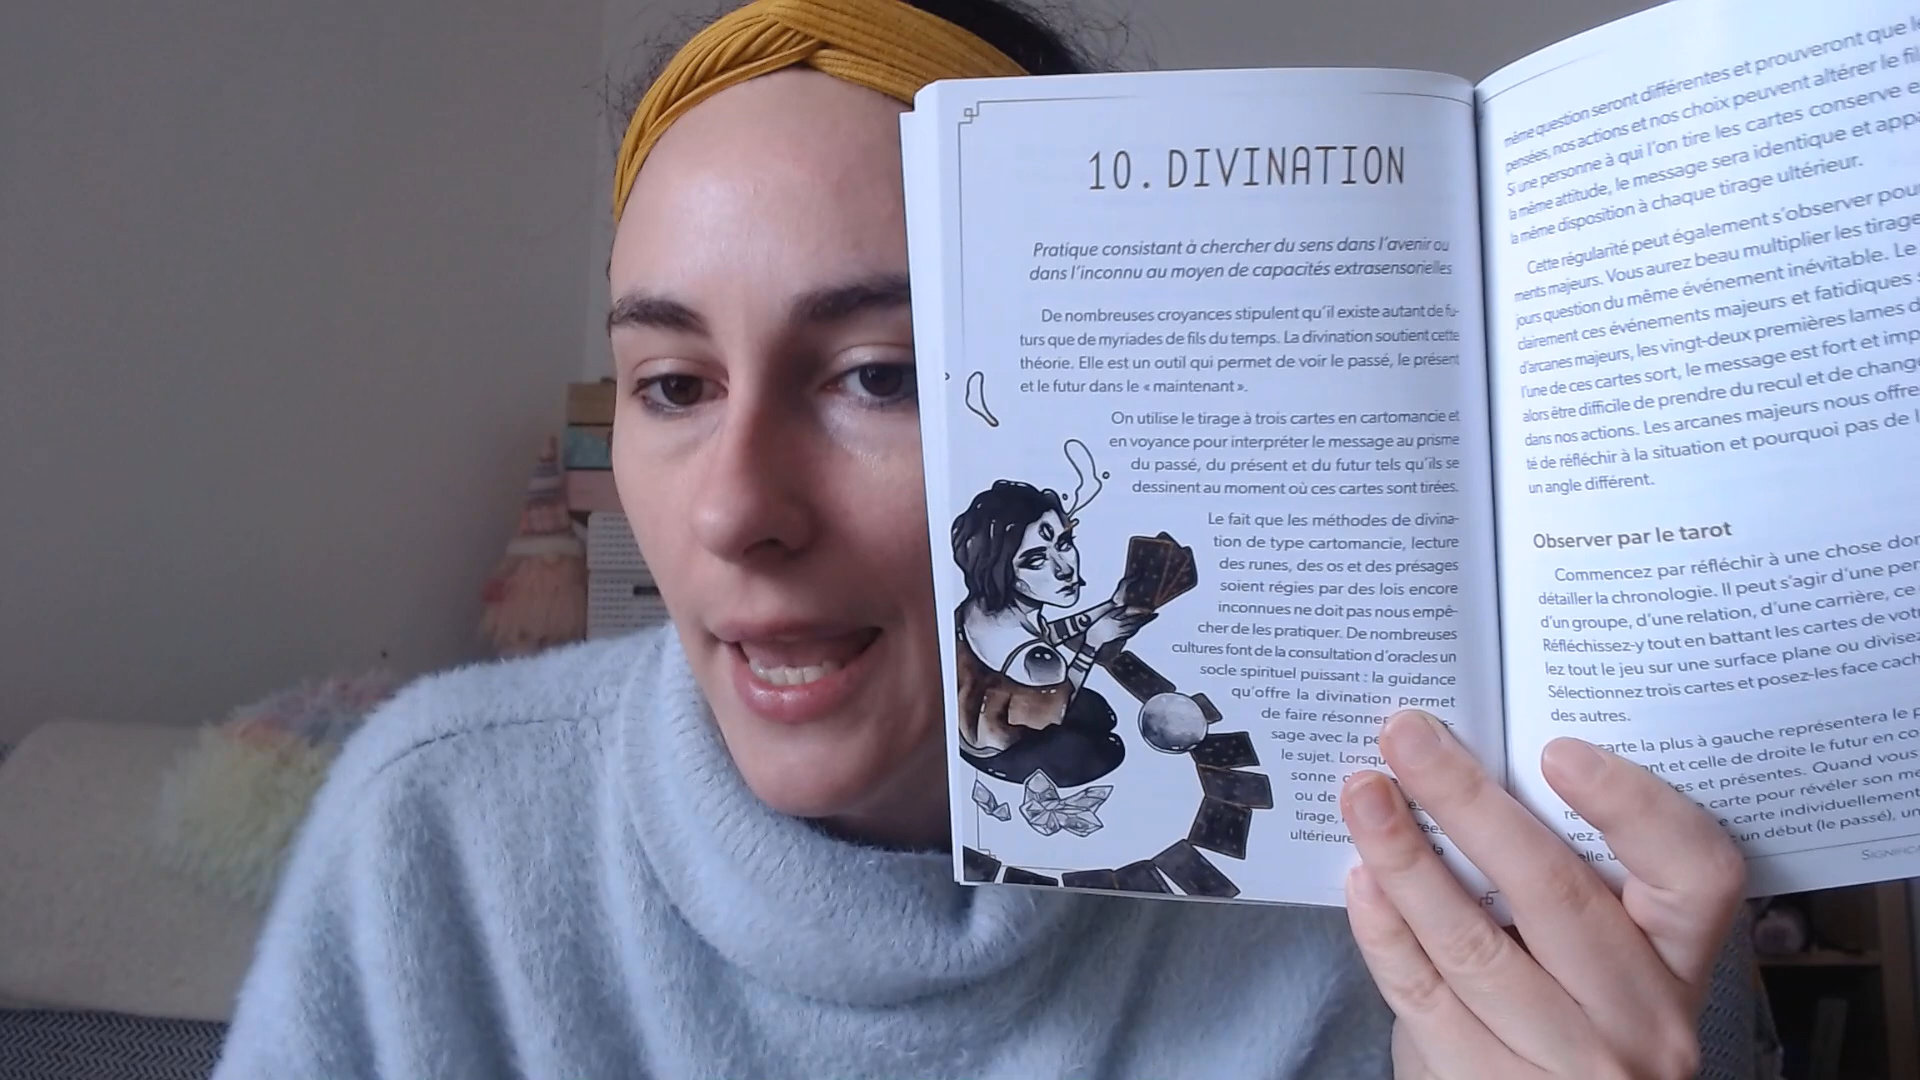 10. DIVINATION
Pratique consistant à chercher du sens dans l'avenir ou
dans l'inconnu au moyen de capacités extrasensorielles
De nombreuses croyances stipulent qu'il existe autant de fu-
turs que de myriades de fils du temps. La divination soutient cette
théorie. Elle est un outil qui permet de voir le passé, le présent
et le futur dans le « maintenant ».
On utilise le tirage à trois cartes en cartomancie et
en voyance pour interpréter le message au prisme
du passé, du présent et du futur tels qu'ils se
dessinent au moment où ces cartes sont tirées.
Le fait que les méthodes de divina-
tion de type cartomancie, lecture
des runes, des os et des présages
soient régies par des lois encore
inconnues ne doit pas nous empê-
cher de les pratiquer. De nombreuses
cultures font de la consultation d'oracles un
socle spirituel puissant : la guidance
qu'offre la divination permet
de faire résonner
sage avec la
le sujet.
sonne
ou de
tirage,
la
même question seront différentes et prouveront que
pensées, nos actions et nos choix peuvent altérer le
Si une personne à qui l'on tire les cartes conserve
la même attitude, le message sera identique et
la même disposition à chaque tirage ultérieur.
Cette régularité peut également s'observer pour
ments majeurs. Vous aurez beau multiplier les
jours question du même événement inévitable. Le
clairement ces événements majeurs et fatidiques
d'arcanes majeurs, les vingt-deux premières lames
l'une de ces cartes sort, le message est fort et
alors être difficile de prendre du recul et de
dans nos actions. Les arcanes majeurs nous
té de réfléchir à la situation et pourquoi pas de
un angle différent.
Observer par le tarot
Commencez par réfléchir à une chose
détailler la chronologie. Il peut s'agir d'une
d'un groupe, d'une relation, d'une carrière, ce
Réfléchissez-y tout en battant les cartes de
lez tout le jeu sur une surface plane ou
Sélectionnez trois cartes et posez-les face
des autres.
la plus à gauche représentera le
et celle de droite le futur en
et présentes. Quand vous
carte pour révéler son
carte individuellement
un début (le passé),